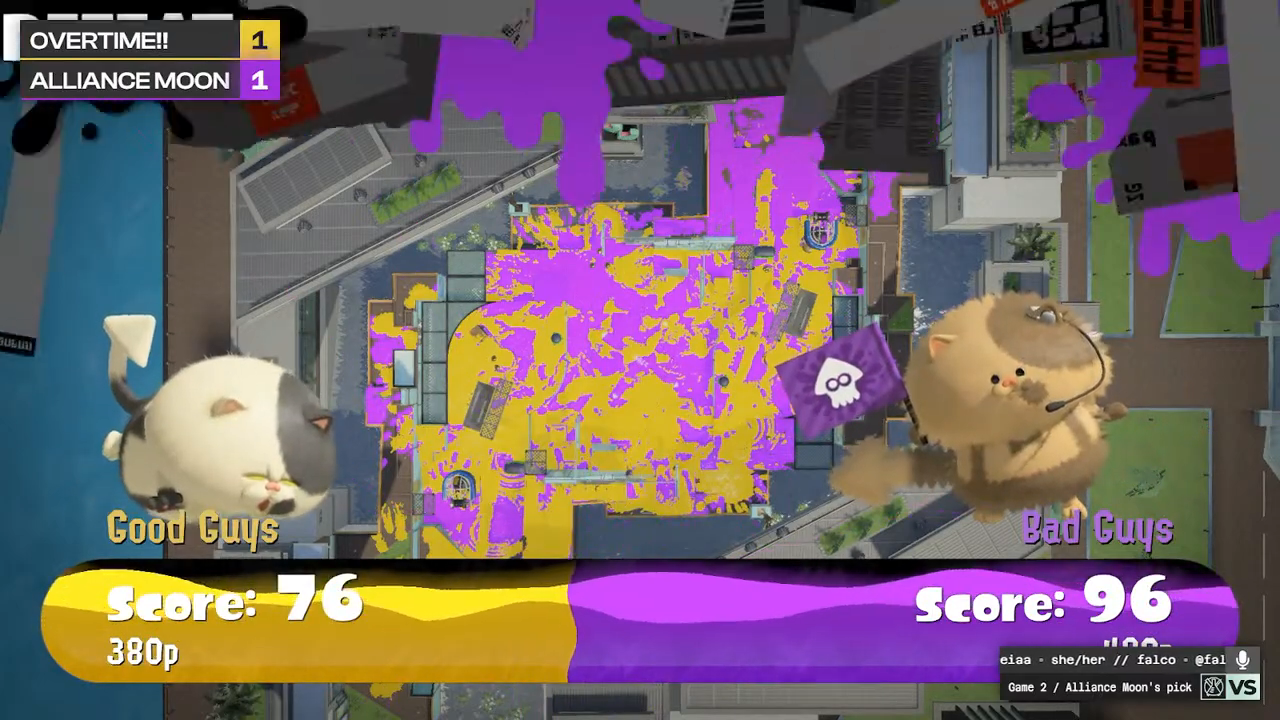 DEFEAT
OVERTIME!! 1
ALLIANCE MOON 1
Good Guys
Bad Guys
Score: 76
Score: 96
380p
eiaa - she/her // falco - @fal
Game 2 / Alliance Moon's pick
VS